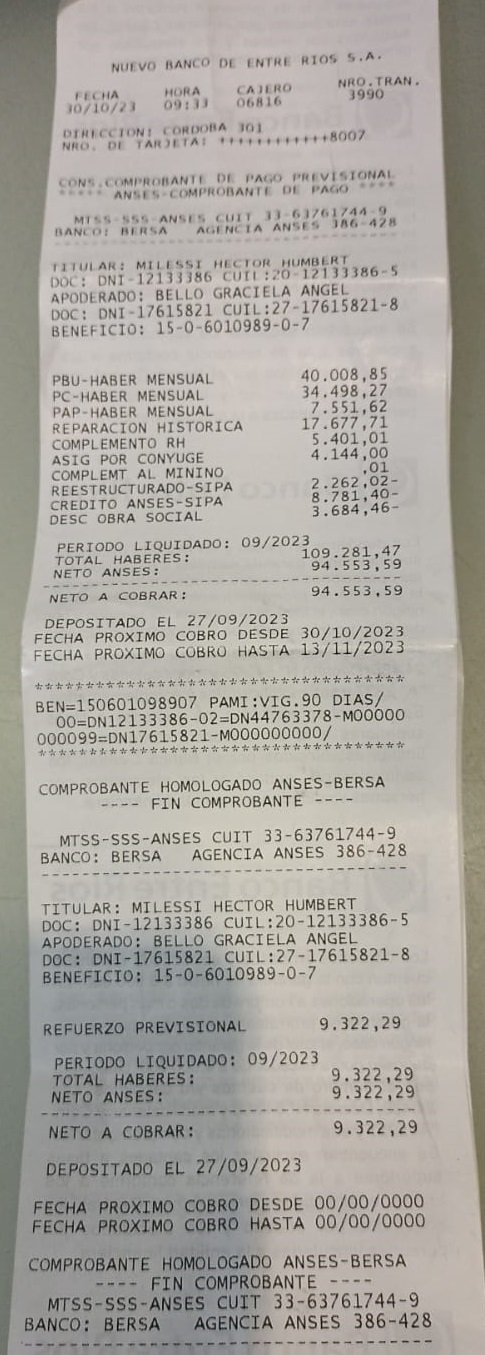 NUEVO BANCO DE ENTRE RIOS S.A.
FECHA HORA CAJERO NRO.TRAN.
30/10/23 09:33 06816 3990
DIRECCION: CORDOBA 301
NRO. DE TARJETA: ++++++++++++8007
CONS.COMPROBANTE DE PAGO PREVISIONAL
***** ANSES-COMPROBANTE DE PAGO ****
MTSS-SSS-ANSES CUIT 33-63761744-9
BANCO: BERSA AGENCIA ANSES 386-428
------------------------------------
TITULAR: MILESSI HECTOR HUMBERT
DOC: DNI-12133386 CUIL:20-12133386-5
APODERADO: BELLO GRACIELA ANGEL
DOC: DNI-17615821 CUIL:27-17615821-8
BENEFICIO: 15-0-6010989-0-7
PBU-HABER MENSUAL 40.008,85
PC-HABER MENSUAL 34.498,27
PAP-HABER MENSUAL 7.551,62
REPARACION HISTORICA 17.677,71
COMPLEMENTO RH 5.401,01
ASIG POR CONYUGE 4.144,00
COMPLEMT AL MININO ,01
REESTRUCTURADO-SIPA 2.262,02-
CREDITO ANSES-SIPA 8.781,40-
DESC OBRA SOCIAL 3.684,46-
PERIODO LIQUIDADO: 09/2023
TOTAL HABERES: 109.281,47
NETO ANSES: 94.553,59
------------------------------------
NETO A COBRAR: 94.553,59
DEPOSITADO EL 27/09/2023
FECHA PROXIMO COBRO DESDE 30/10/2023
FECHA PROXIMO COBRO HASTA 13/11/2023
************************************
BEN=150601098907 PAMI:VIG.90 DIAS/
00=DN12133386-02=DN44763378-M00000
000099=DN17615821-M000000000/
************************************
COMPROBANTE HOMOLOGADO ANSES-BERSA
---- FIN COMPROBANTE ----
MTSS-SSS-ANSES CUIT 33-63761744-9
BANCO: BERSA AGENCIA ANSES 386-428
------------------------------------
TITULAR: MILESSI HECTOR HUMBERT
DOC: DNI-12133386 CUIL:20-12133386-5
APODERADO: BELLO GRACIELA ANGEL
DOC: DNI-17615821 CUIL:27-17615821-8
BENEFICIO: 15-0-6010989-0-7
REFUERZO PREVISIONAL 9.322,29
PERIODO LIQUIDADO: 09/2023
TOTAL HABERES: 9.322,29
NETO ANSES: 9.322,29
------------------------------------
NETO A COBRAR: 9.322,29
DEPOSITADO EL 27/09/2023
FECHA PROXIMO COBRO DESDE 00/00/0000
FECHA PROXIMO COBRO HASTA 00/00/0000
COMPROBANTE HOMOLOGADO ANSES-BERSA
---- FIN COMPROBANTE ----
MTSS-SSS-ANSES CUIT 33-63761744-9
BANCO: BERSA AGENCIA ANSES 386-428
------------------------------------